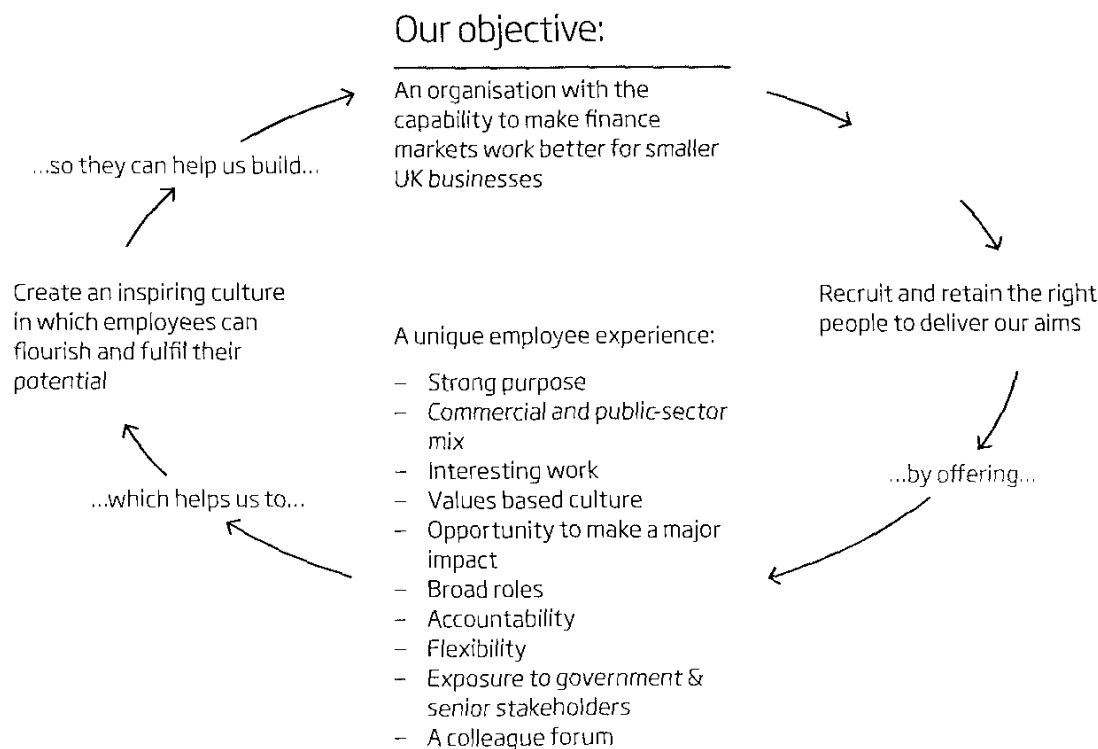 Our objective:
An organisation with the
capability to make finance
markets work better for smaller
UK businesses
...so they can help us build...
Create an inspiring culture
in which employees can
flourish and fulfil their
potential
Recruit and retain the right
people to deliver our aims
...by offering...
A unique employee experience:
– Strong purpose
– Commercial and public-sector
mix
– Interesting work
– Values based culture
– Opportunity to make a major
impact
– Broad roles
– Accountability
– Flexibility
– Exposure to government &
senior stakeholders
– A colleague forum
...which helps us to...